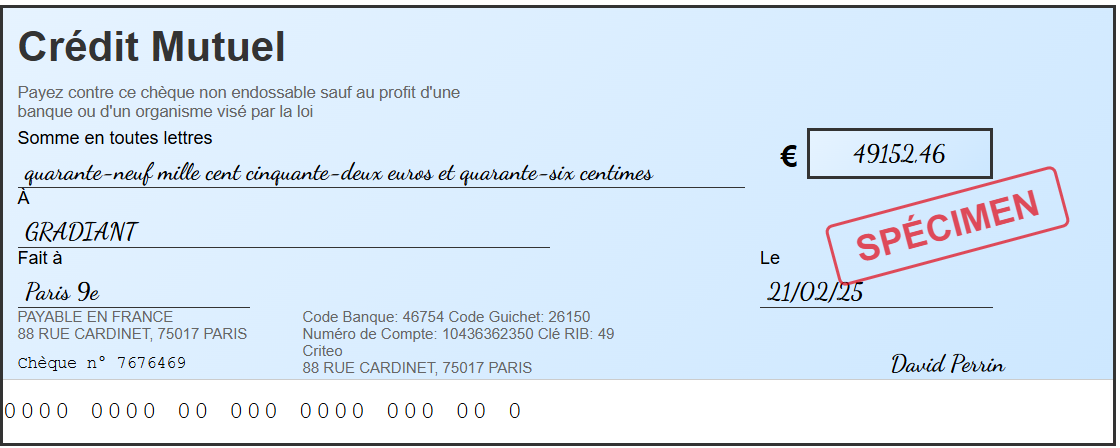 Crédit Mutuel
Payez contre ce chèque non endossable sauf au profit d'une
banque ou d'un organisme visé par la loi
Somme en toutes lettres
quarante-neuf mille cent cinquante-deux euros et quarante-six centimes
€ 49152.46
À
GRADIANT
SPÉCIMEN
Fait à
Le
Paris 9e
21/02/25
PAYABLE EN FRANCE
88 RUE CARDINET, 75017 PARIS
Chèque n° 7676469
Code Banque: 46754 Code Guichet: 26150
Numéro de Compte: 10436362350 Clé RIB: 49
Criteo
88 RUE CARDINET, 75017 PARIS
David Perrin
0000 0000 00 000 0000 000 00 0